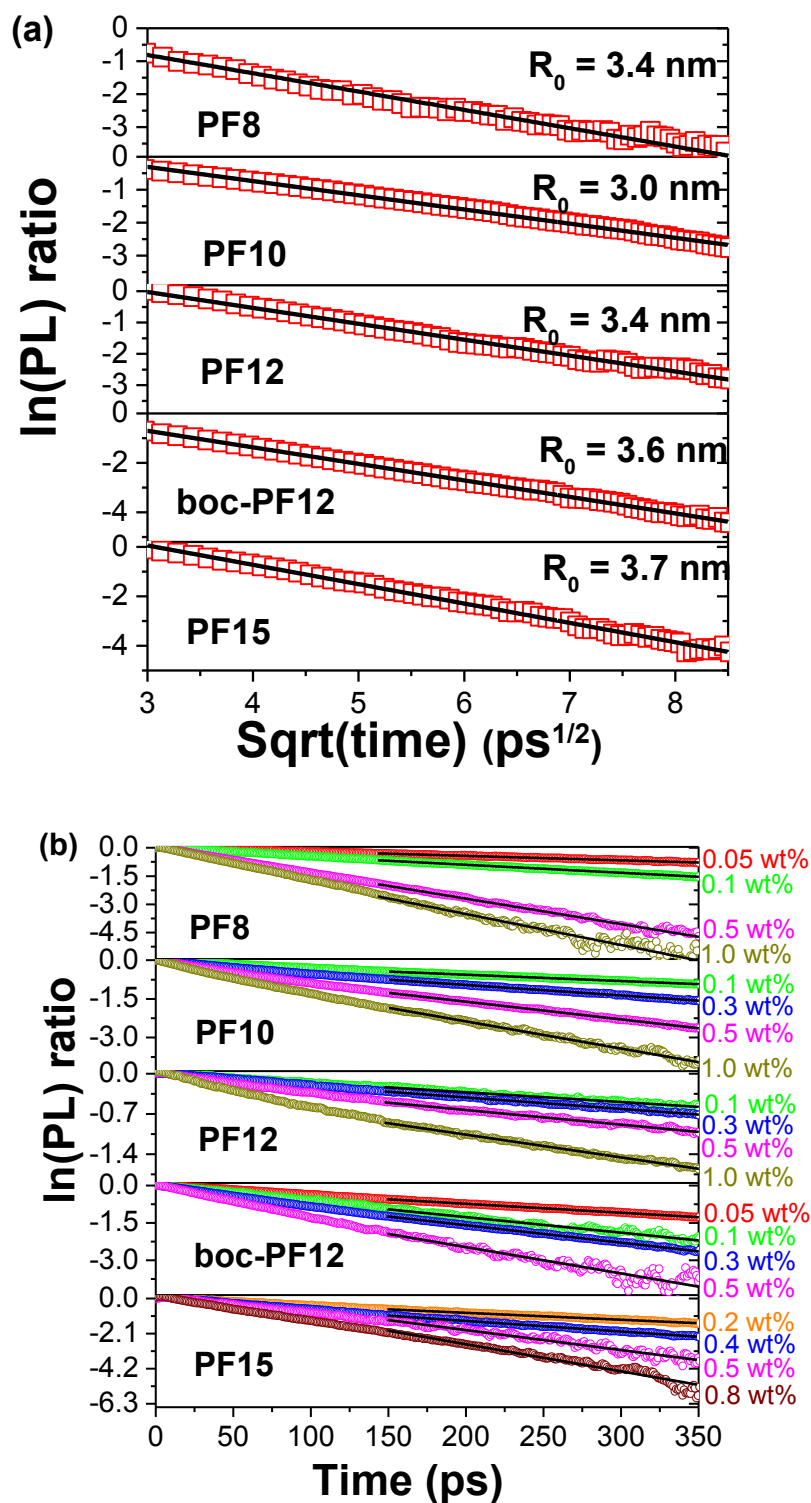 (a)
ln(PL) ratio
0
-1
-2
-3
R₀ = 3.4 nm
PF8
0
-1
-2
-3
R₀ = 3.0 nm
PF10
0
-1
-2
-3
R₀ = 3.4 nm
PF12
0
-2
-4
R₀ = 3.6 nm
boc-PF12
0
-2
-4
R₀ = 3.7 nm
PF15
3 4 5 6 7 8
Sqrt(time) (ps¹/²)
(b)
ln(PL) ratio
0.0
-1.5
-3.0
-4.5
PF8
0.05 wt%
0.1 wt%
0.5 wt%
1.0 wt%
0.0
-1.5
-3.0
PF10
0.1 wt%
0.3 wt%
0.5 wt%
1.0 wt%
0.0
-0.7
-1.4
PF12
0.1 wt%
0.3 wt%
0.5 wt%
1.0 wt%
0.0
-1.5
-3.0
boc-PF12
0.05 wt%
0.1 wt%
0.3 wt%
0.5 wt%
0.0
-2.1
-4.2
-6.3
PF15
0.2 wt%
0.4 wt%
0.5 wt%
0.8 wt%
0 50 100 150 200 250 300 350
Time (ps)